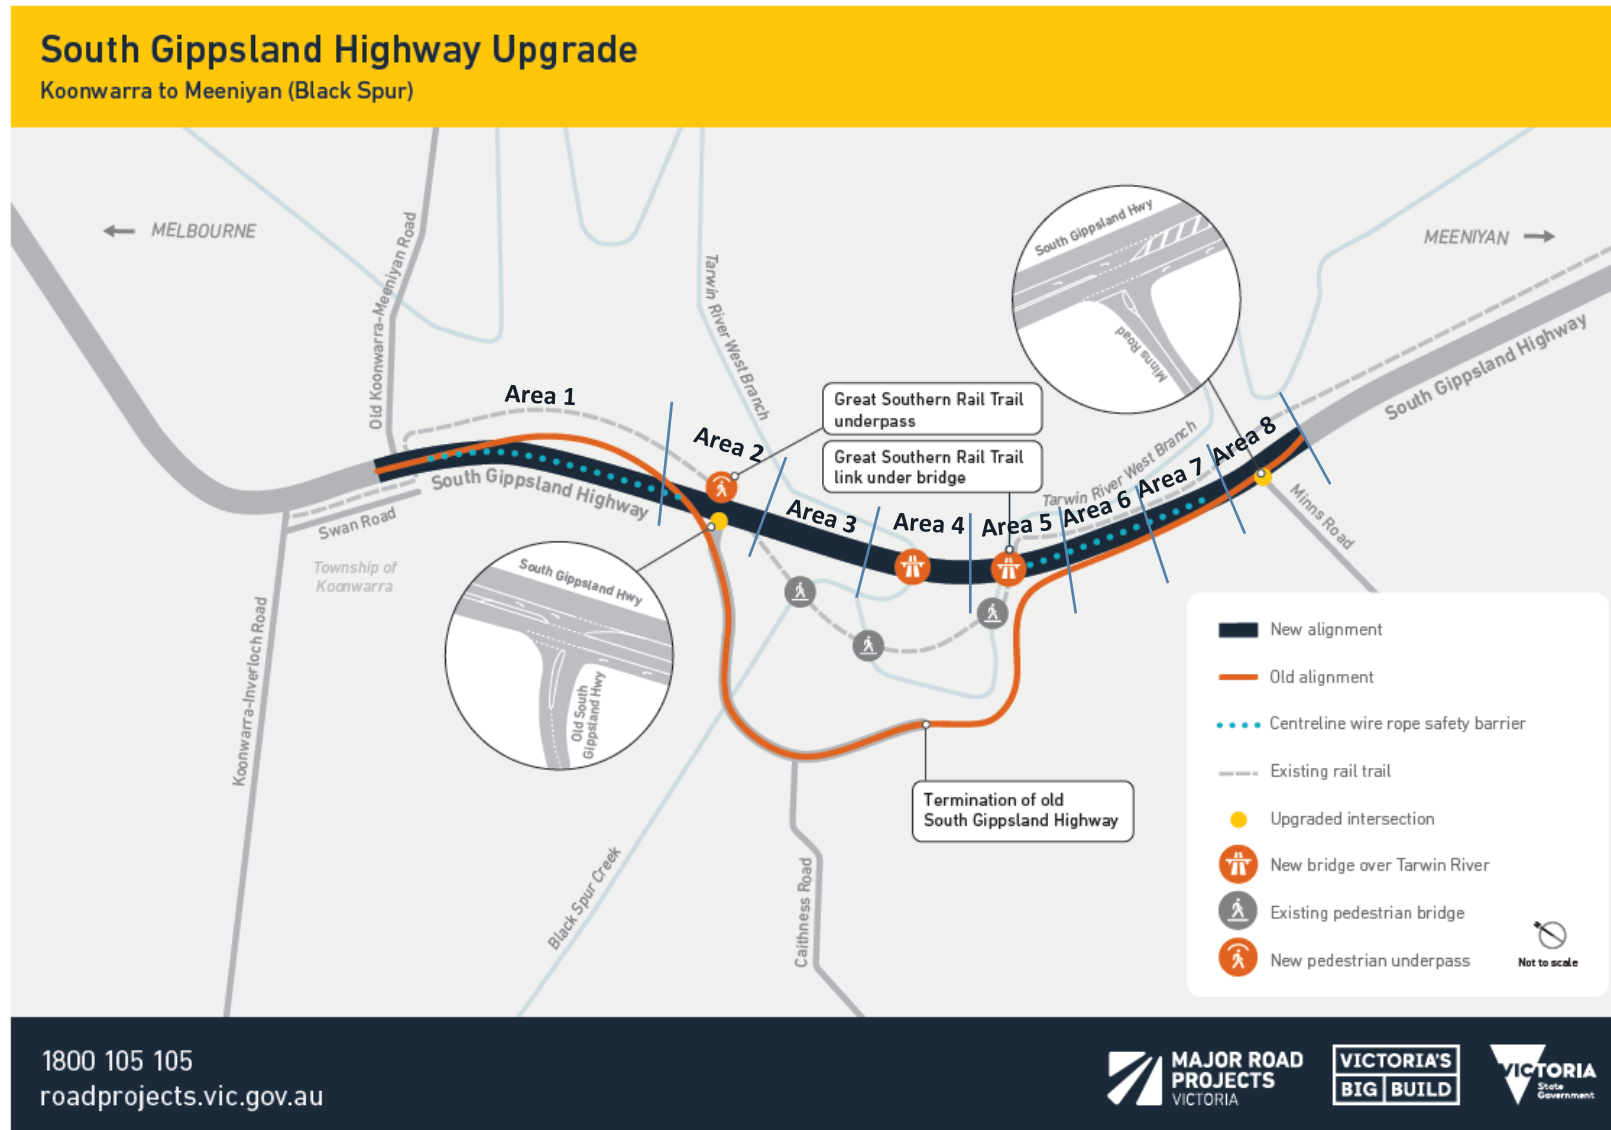 South Gippsland Highway Upgrade
Koonwarra to Meeniyan (Black Spur)
MELBOURNE
MEENIYAN
Old Koonwarra-Meeniyan Road
Tarwin River West Branch
South Gippsland Hwy
Minns Road
South Gippsland Highway
Area 1
Area 2
Great Southern Rail Trail
underpass
Great Southern Rail Trail
link under bridge
Tarwin River West Branch
Area 3
Area 4
Area 5
Area 6
Area 7
Area 8
South Gippsland Highway
Swan Road
Minns Road
Township of
Koonwarra
South Gippsland Hwy
Old South
Gippsland Hwy
Koonwarra-Inverloch Road
Termination of old
South Gippsland Highway
Black Spur Creek
Caithness Road
New alignment
Old alignment
Centreline wire rope safety barrier
Existing rail trail
Upgraded intersection
New bridge over Tarwin River
Existing pedestrian bridge
New pedestrian underpass
Not to scale
1800 105 105
roadprojects.vic.gov.au
MAJOR ROAD
PROJECTS
VICTORIA
VICTORIA'S
BIG BUILD
VICTORIA
State
Government